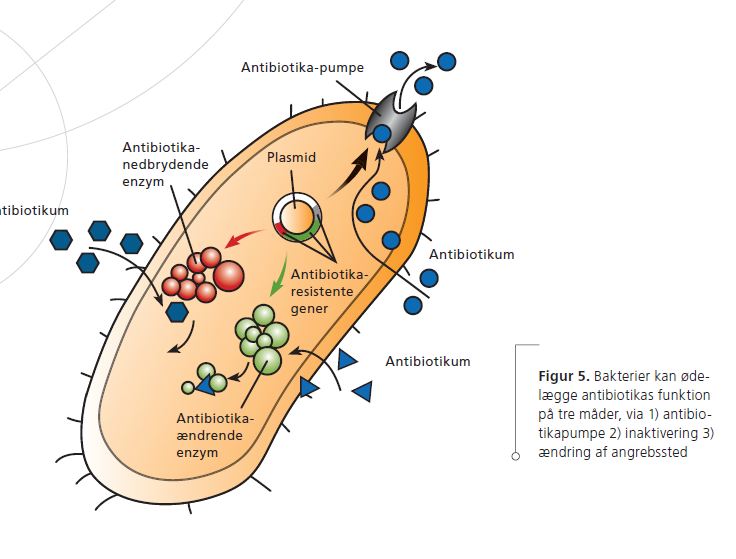 Antibiotika-pumpe
Antibiotika-
nedbrydende
enzym
Plasmid
ntibiotikum
Antibiotikum
Antibiotika-
resistente
gener
Antibiotikum
Antibiotika-
ændrende
enzym
Figur 5. Bakterier kan øde-
lægge antibiotikas funktion
på tre måder, via 1) antibio-
tikapumpe 2) inaktivering 3)
ændring af angrebssted